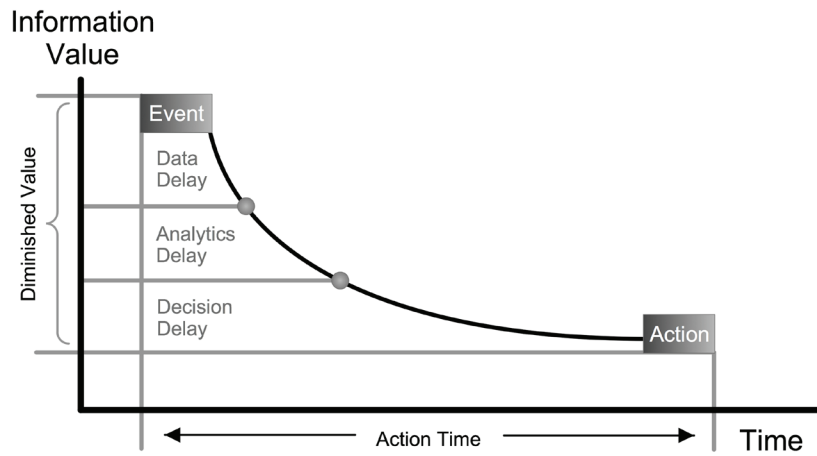 Information
Value
Event
Data
Delay
Analytics
Delay
Decision
Delay
Diminished Value
Action
Action Time
Time